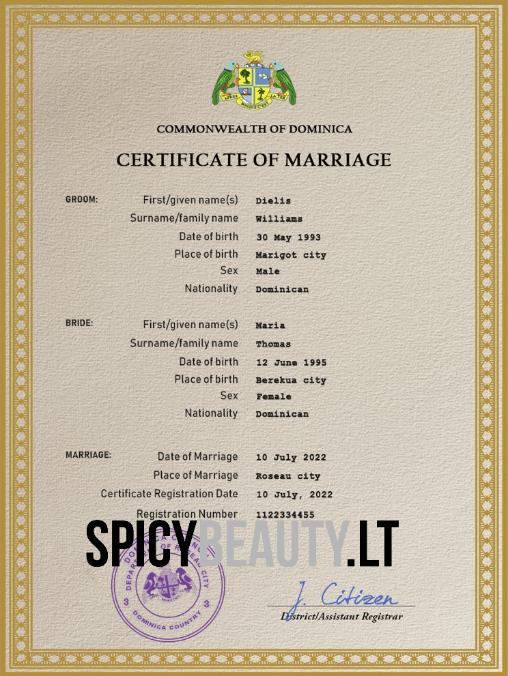 COMMONWEALTH OF DOMINICA
CERTIFICATE OF MARRIAGE
GROOM: First/given name(s) Dielis
Surname/family name Williams
Date of birth 30 May 1993
Place of birth Marigot city
Sex Male
Nationality Dominican
BRIDE: First/given name(s) Maria
Surname/family name Thomas
Date of birth 12 June 1995
Place of birth Berekua city
Sex Female
Nationality Dominican
MARRIAGE: Date of Marriage 10 July 2022
Place of Marriage Roseau city
Certificate Registration Date 10 July, 2022
Registration Number 1122334455
SPICYBEAUTY.LT
DOMINICA COUNTRY
J. Citizen
District/Assistant Registrar